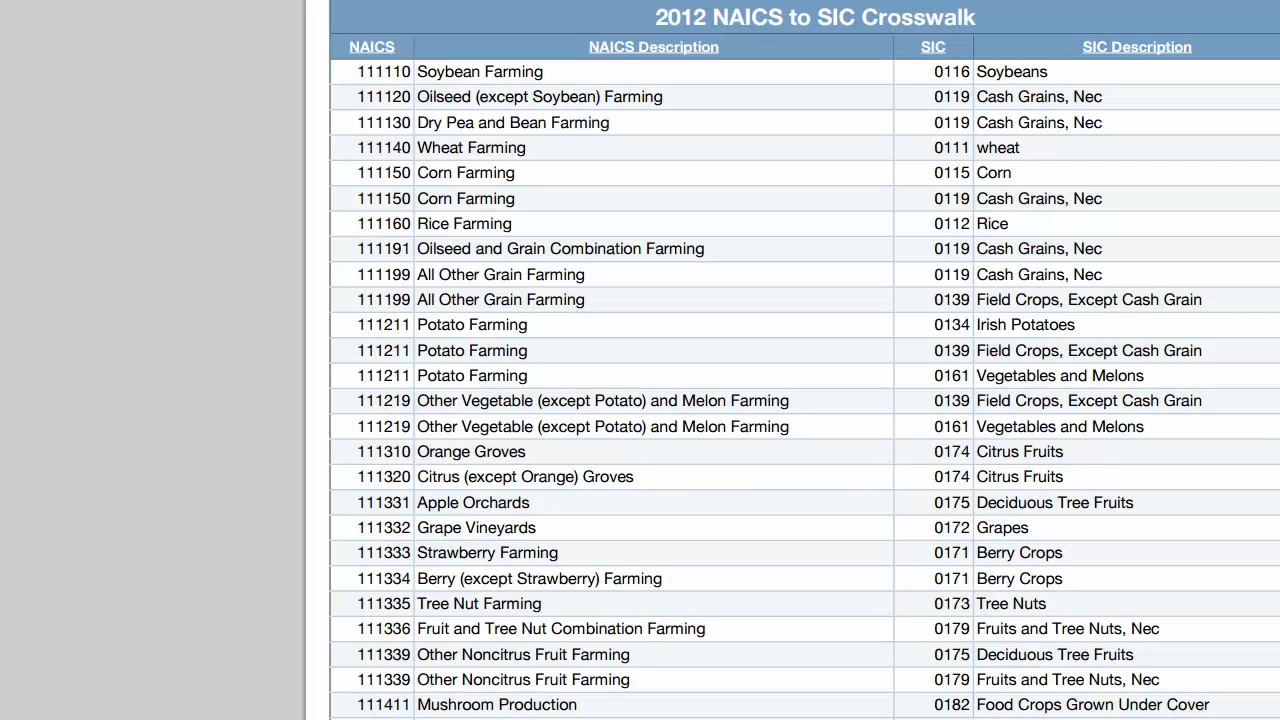 2012 NAICS to SIC Crosswalk
NAICS NAICS Description SIC SIC Description
111110 Soybean Farming 0116 Soybeans
111120 Oilseed (except Soybean) Farming 0119 Cash Grains, Nec
111130 Dry Pea and Bean Farming 0119 Cash Grains, Nec
111140 Wheat Farming 0111 wheat
111150 Corn Farming 0115 Corn
111150 Corn Farming 0119 Cash Grains, Nec
111160 Rice Farming 0112 Rice
111191 Oilseed and Grain Combination Farming 0119 Cash Grains, Nec
111199 All Other Grain Farming 0119 Cash Grains, Nec
111199 All Other Grain Farming 0139 Field Crops, Except Cash Grain
111211 Potato Farming 0134 Irish Potatoes
111211 Potato Farming 0139 Field Crops, Except Cash Grain
111211 Potato Farming 0161 Vegetables and Melons
111219 Other Vegetable (except Potato) and Melon Farming 0139 Field Crops, Except Cash Grain
111219 Other Vegetable (except Potato) and Melon Farming 0161 Vegetables and Melons
111310 Orange Groves 0174 Citrus Fruits
111320 Citrus (except Orange) Groves 0174 Citrus Fruits
111331 Apple Orchards 0175 Deciduous Tree Fruits
111332 Grape Vineyards 0172 Grapes
111333 Strawberry Farming 0171 Berry Crops
111334 Berry (except Strawberry) Farming 0171 Berry Crops
111335 Tree Nut Farming 0173 Tree Nuts
111336 Fruit and Tree Nut Combination Farming 0179 Fruits and Tree Nuts, Nec
111339 Other Noncitrus Fruit Farming 0175 Deciduous Tree Fruits
111339 Other Noncitrus Fruit Farming 0179 Fruits and Tree Nuts, Nec
111411 Mushroom Production 0182 Food Crops Grown Under Cover